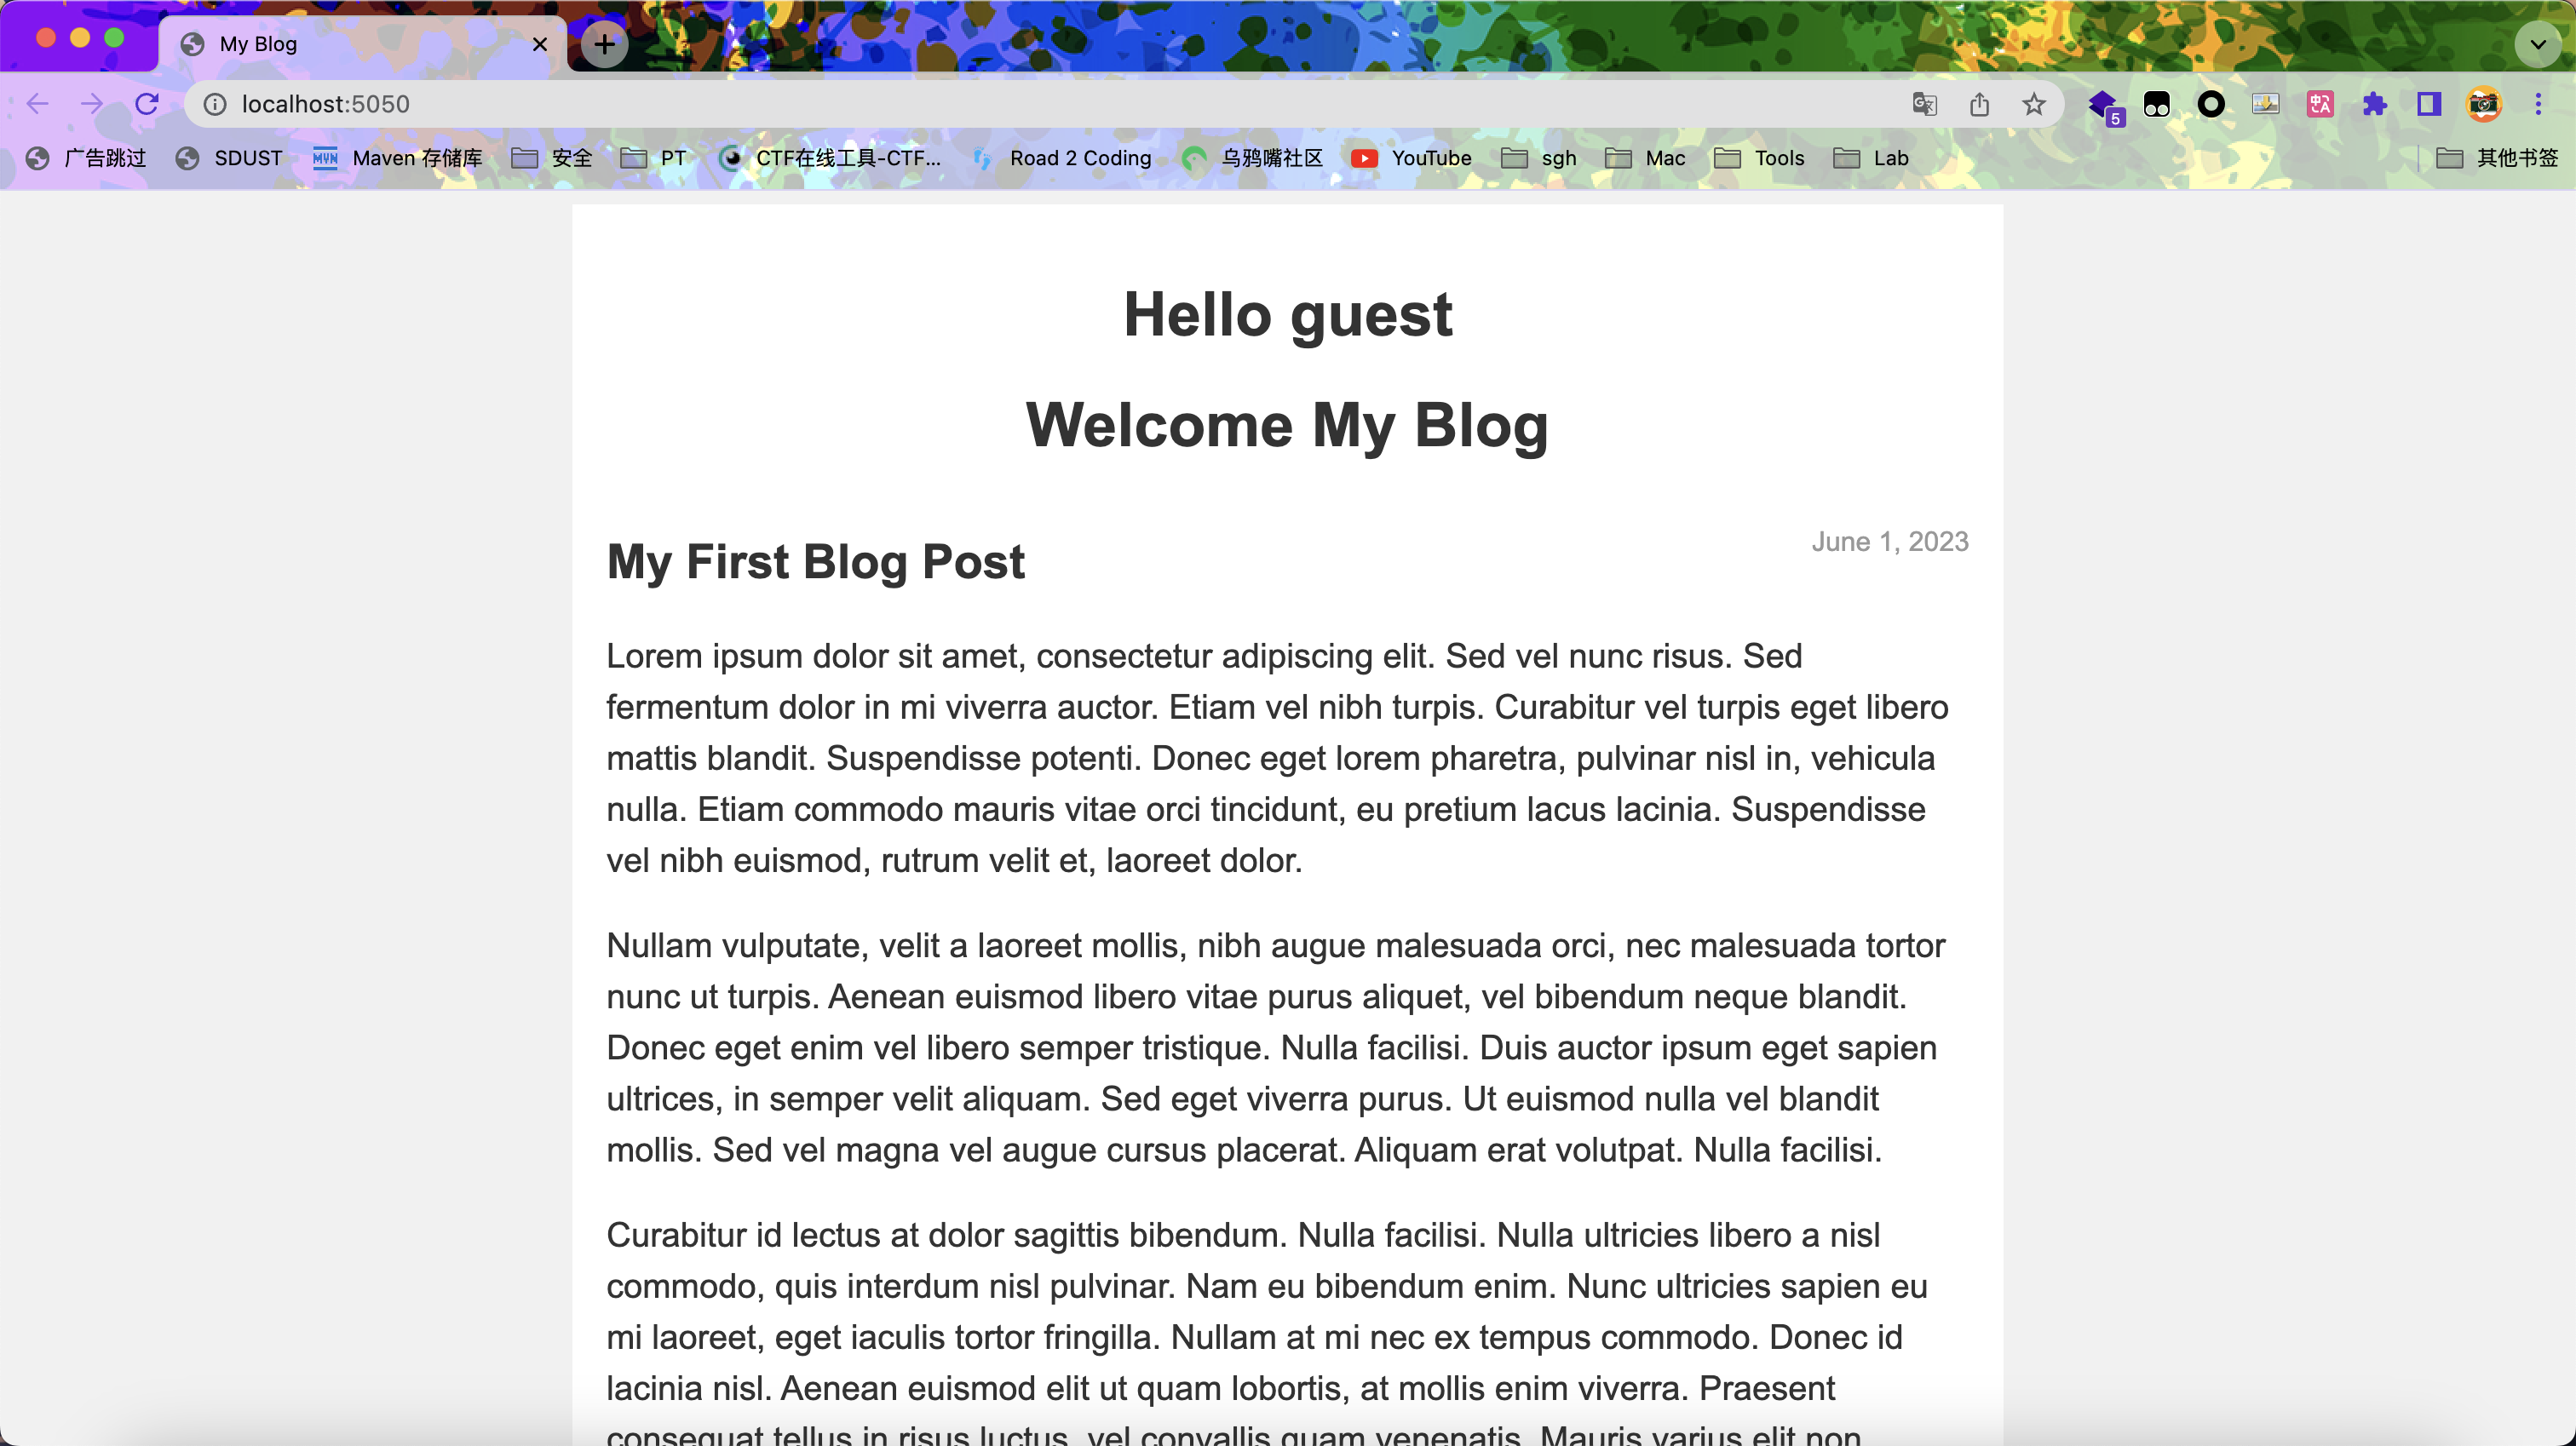 My Blog
localhost:5050
5
广告跳过
SDUST
MVN
Maven 存储库
安全
PT
CTF在线工具-CTF...
Road 2 Coding
乌鸦嘴社区
YouTube
sgh
Mac
Tools
Lab
其他书签
Hello guest
Welcome My Blog
My First Blog Post
June 1, 2023
Lorem ipsum dolor sit amet, consectetur adipiscing elit. Sed vel nunc risus. Sed
fermentum dolor in mi viverra auctor. Etiam vel nibh turpis. Curabitur vel turpis eget libero
mattis blandit. Suspendisse potenti. Donec eget lorem pharetra, pulvinar nisl in, vehicula
nulla. Etiam commodo mauris vitae orci tincidunt, eu pretium lacus lacinia. Suspendisse
vel nibh euismod, rutrum velit et, laoreet dolor.
Nullam vulputate, velit a laoreet mollis, nibh augue malesuada orci, nec malesuada tortor
nunc ut turpis. Aenean euismod libero vitae purus aliquet, vel bibendum neque blandit.
Donec eget enim vel libero semper tristique. Nulla facilisi. Duis auctor ipsum eget sapien
ultrices, in semper velit aliquam. Sed eget viverra purus. Ut euismod nulla vel blandit
mollis. Sed vel magna vel augue cursus placerat. Aliquam erat volutpat. Nulla facilisi.
Curabitur id lectus at dolor sagittis bibendum. Nulla facilisi. Nulla ultricies libero a nisl
commodo, quis interdum nisl pulvinar. Nam eu bibendum enim. Nunc ultricies sapien eu
mi laoreet, eget iaculis tortor fringilla. Nullam at mi nec ex tempus commodo. Donec id
lacinia nisl. Aenean euismod elit ut quam lobortis, at mollis enim viverra. Praesent
consequat tellus in risus luctus, vel convallis quam venenatis. Mauris varius elit non